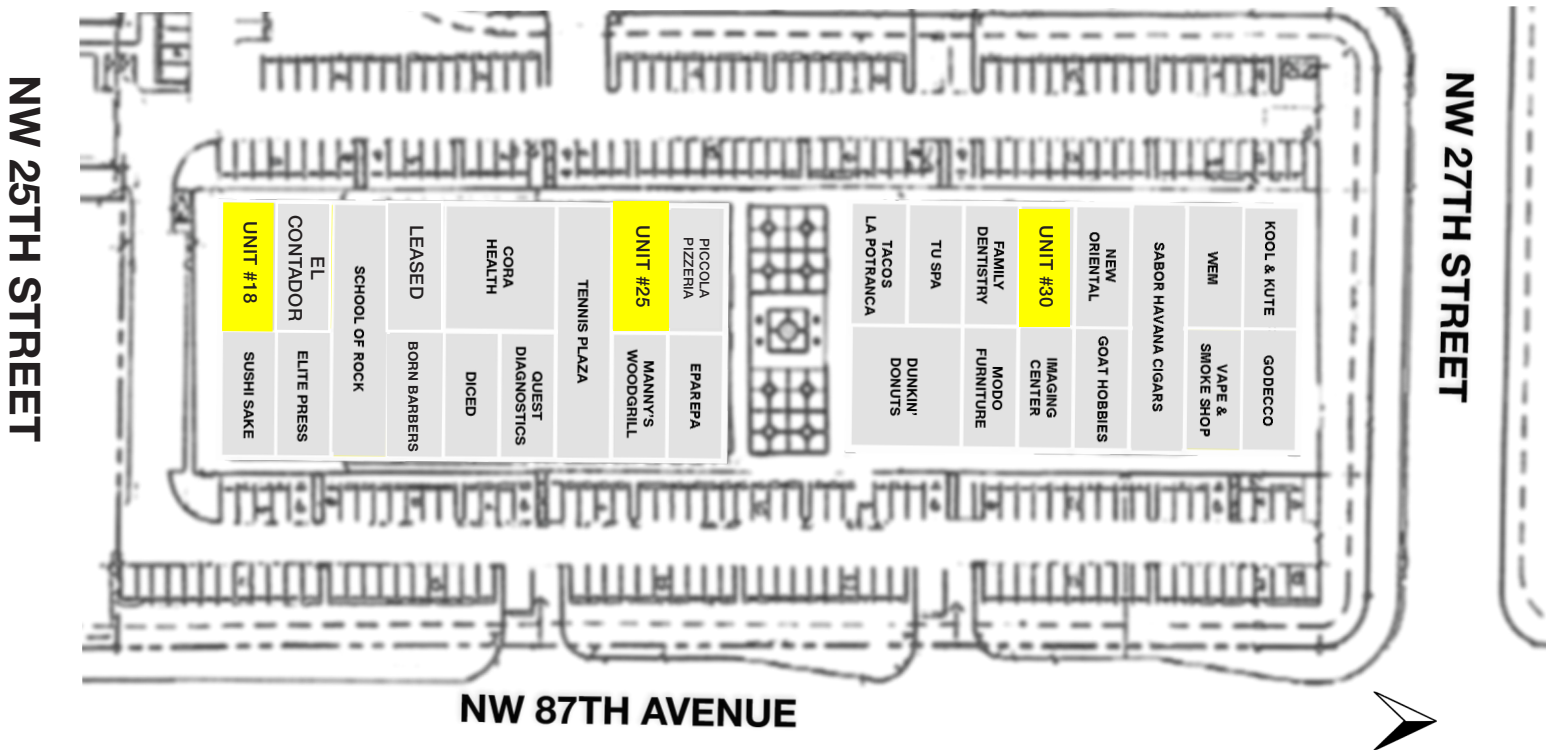 NW 25TH STREET
NW 27TH STREET
UNIT #18
EL
CONTADOR
SCHOOL OF ROCK
LEASED
CORA
HEALTH
TENNIS PLAZA
UNIT #25
PICCOLA
PIZZERIA
TACOS
LA POTRANCA
TU SPA
FAMILY
DENTISTRY
UNIT #30
NEW
ORIENTAL
SABOR HAVANA CIGARS
WEM
KOOL & KUTE
SUSHI SAKE
ELITE PRESS
BORN BARBERS
DICED
QUEST
DIAGNOSTICS
MANNY'S
WOODGRILL
EPAREPA
DUNKIN'
DONUTS
MODO
FURNITURE
IMAGING
CENTER
GOAT HOBBIES
VAPE &
SMOKE SHOP
GODECCO
NW 87TH AVENUE